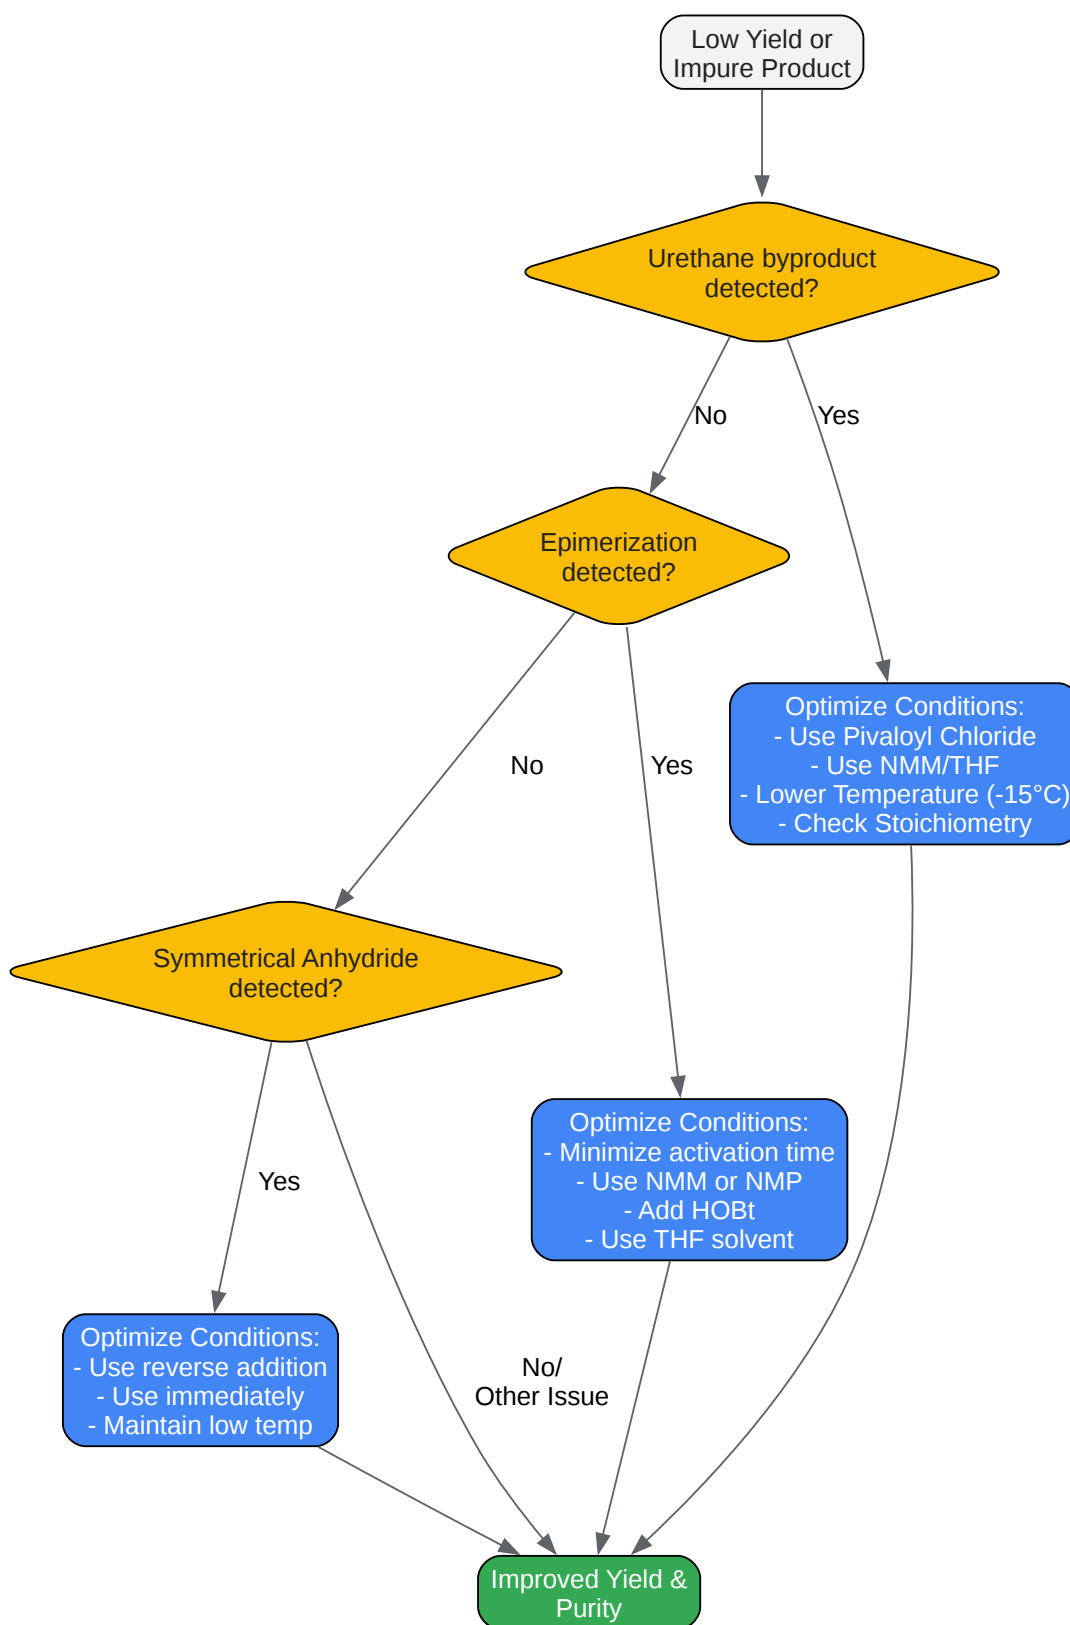 Low Yield or
Impure Product
Urethane byproduct
detected?
No
Yes
Epimerization
detected?
No
Yes
Optimize Conditions:
- Use Pivaloyl Chloride
- Use NMM/THF
- Lower Temperature (-15°C)
- Check Stoichiometry
Symmetrical Anhydride
detected?
Yes
Optimize Conditions:
- Minimize activation time
- Use NMM or NMP
- Add HOBt
- Use THF solvent
Optimize Conditions:
- Use reverse addition
- Use immediately
- Maintain low temp
No/
Other Issue
Improved Yield &
Purity